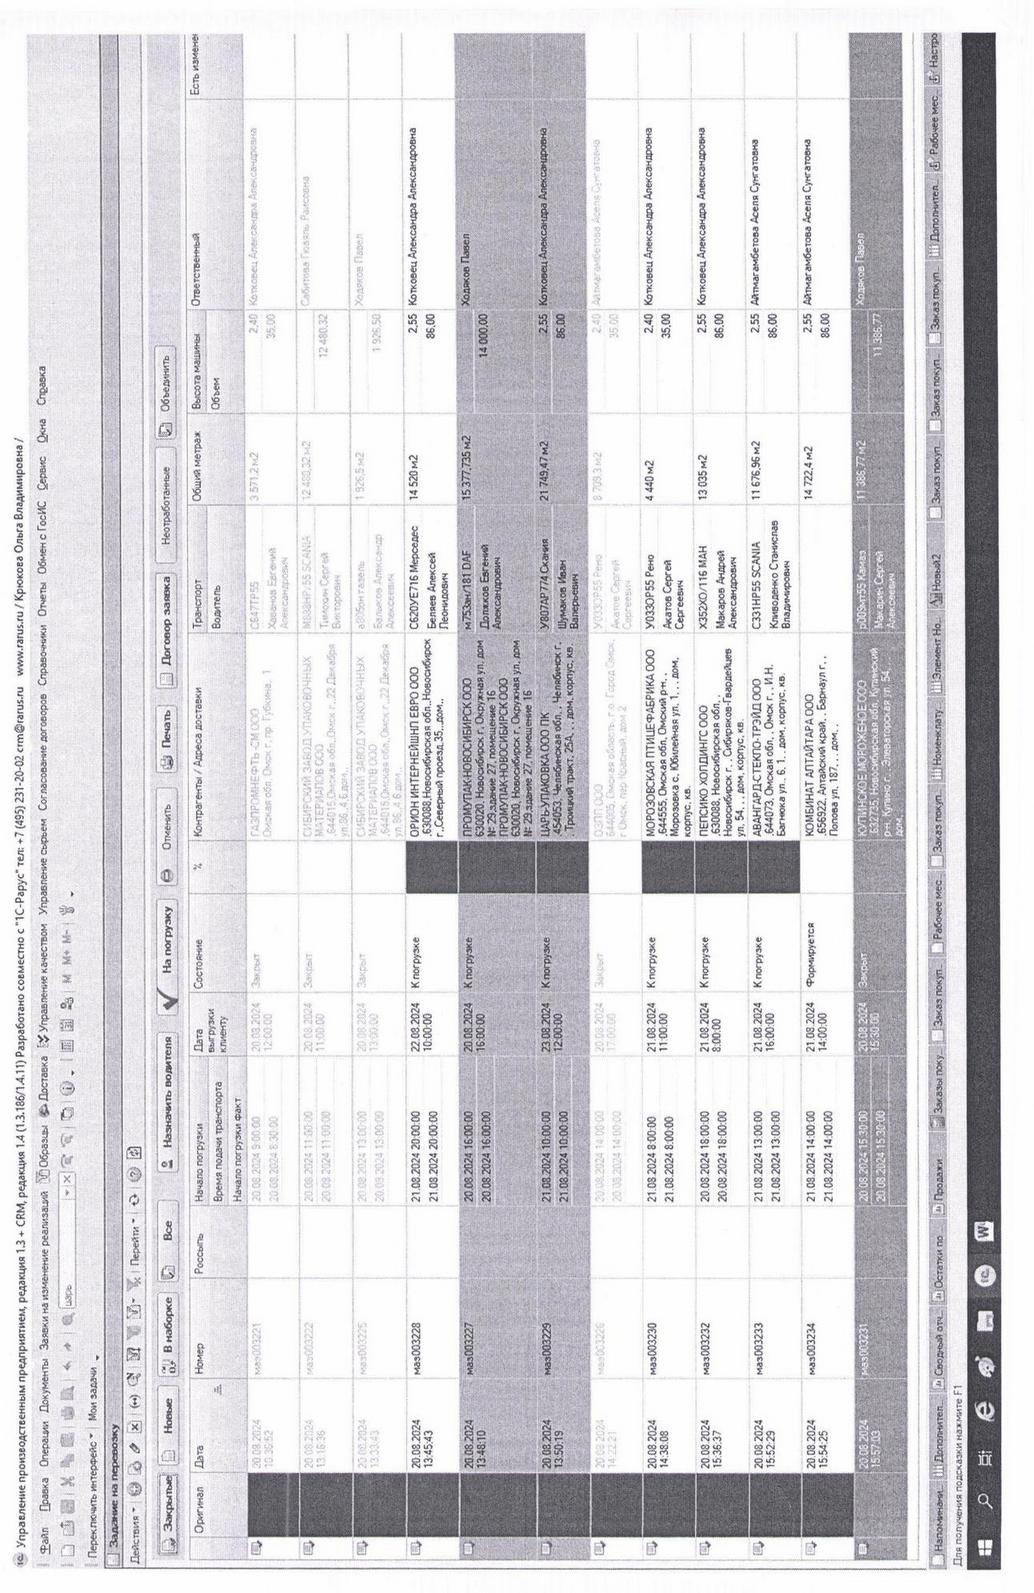 Управление производственным предприятием, редакция 1.3 + CRM, редакция 1.4 (1.3.186/1.4.11) Разработано совместно с "1С-Рарус" тел: +7 (495) 231-20-02 crm@rarus.ru www.rarus.ru / Крюкова Ольга Владимировна /
Файл Правка Операции Документы Заявки на изменение реализаций Образцы Доставка Управление качеством Управление сырьем Согласование договоров Справочники Отчеты Обмен с ГосИС Сервис Окна Справка
царь
M M+ M-
Переключить интерфейс Мои задачи
Задание на перевозку
Действия Перейти
Закрытые Новые В наборке Все Назначить водителя На погрузку Отменить Печать Договор заявка Неотработанные Объединить
Оригинал Дата Номер Россыпь Начало погрузки Дата выгрузки клиенту Состояние % Контрагенты / Адреса доставки Транспорт Общий метраж Высота машины Ответственный Есть измене
Время подачи транспорта Водитель Объем
Начало погрузки Факт
20.08.2024 маз003221 20.08.2024 9:00:00 20.08.2024 Закрыт ГАЗПРОМНЕФТЬ-СМ ООО С647ТР55 3 571,2 м2 2,40 Котковец Александра Александровна
10:36:52 20.08.2024 8:30:00 12:00:00 Омская обл, Омск г, пр. Губкина, 1 Хаванов Евгений Александрович 35,00
20.08.2024 маз003222 20.08.2024 11:00:00 20.08.2024 Закрыт СИБИРСКИЙ ЗАВОД УПАКОВОЧНЫХ МАТЕРИАЛОВ ООО М888НР55 SCANIA 12 480,32 м2 Сабитова Гюзяль Раисовна
13:18:36 20.08.2024 11:00:00 11:00:00 ,644015,Омская обл,,Омск г.,22 Декабря ул,86,4 6 дом,. Тимохин Сергей Викторович 12 480,32
20.08.2024 маз003225 20.08.2024 13:00:00 20.08.2024 Закрыт СИБИРСКИЙ ЗАВОД УПАКОВОЧНЫХ МАТЕРИАЛОВ ООО 1 926,5 м2 Ходяков Павел
13:33:43 20.08.2024 13:00:00 13:00:00 ,644015,Омская обл,,Омск г.,22 Декабря ул,86,4 6 дом,. Александр Алексеевич 1 926,50
20.08.2024 маз003228 21.08.2024 20:00:00 22.08.2024 К погрузке ОРИОН ИНТЕРНЕЙШНЛ ЕВРО ООО С620УЕ716 Мерседес 14 520 м2 2,55 Котковец Александра Александровна
13:45:43 21.08.2024 20:00:00 10:00:00 ,630088,Новосибирская обл,,Новосибирск г.,Северный проезд,35,,дом,. Беляев Алексей Леонидович 86,00
20.08.2024 маз003227 20.08.2024 16:00:00 20.08.2024 К погрузке ПРОМУПАК-НОВОСИБИРСК ООО м753ан/181 DAF 15 377,735 м2 Ходяков Павел
13:48:10 20.08.2024 16:00:00 16:00:00 630020, Новосибирск г, Окружная ул, дом № 29,здание 27, помещение 16 Должков Евгений Александрович 14 000,00
ПРОМУПАК-НОВОСИБИРСК ООО
630020, Новосибирск г, Окружная ул, дом № 29,здание 27, помещение 16
20.08.2024 маз003229 21.08.2024 10:00:00 23.08.2024 К погрузке ЦАРЬ-УПАКОВКА ООО ПК У807АР774 Скания 21 749,47 м2 2,55 Котковец Александра Александровна
13:50:19 21.08.2024 10:00:00 12:00:00 , 454053, Челябинская обл, , Челябинск г, , Троицкий тракт, 25А, , , дом, корпус, кв. Шумаков Иван Валерьевич 86,00
20.08.2024 маз003226 20.08.2024 14:00:00 20.08.2024 Закрыт У033ОР55 Рено 8 709,3 м2 2,40 Айтмагамбетова Аселя Сунгатовна
14:22:21 20.08.2024 14:00:00 17:00:00 Акатов Сергей Сергеевич 35,00
20.08.2024 маз003230 21.08.2024 8:00:00 21.08.2024 К погрузке МОРОЗОВСКАЯ ПТИЦЕФАБРИКА ООО У033ОР55 Рено 4 440 м2 2,40 Котковец Александра Александровна
14:38:08 21.08.2024 8:00:00 11:00:00 , 644555, Омская обл, Омский р-н, , Морозовка с, Юбилейная ул, 1, , , дом, корпус, кв. Акатов Сергей Сергеевич 35,00
20.08.2024 маз003232 20.08.2024 18:00:00 21.08.2024 К погрузке ПЕПСИКО ХОЛДИНГС ООО Х352ХО/116 МАН 13 035 м2 2,55 Котковец Александра Александровна
15:36:37 20.08.2024 18:00:00 8:00:00 , 630088, Новосибирская обл, , Новосибирск г, , Сибиряков-Гвардейцев ул, 54, , , дом, корпус, кв. Макаров Андрей Александрович 86,00
20.08.2024 маз003233 21.08.2024 13:00:00 21.08.2024 К погрузке АВАНГАРД-СТЕКЛО-ТРЭЙД ООО С331НР55 SCANIA 11 676,96 м2 2,55 Айтмагамбетова Аселя Сунгатовна
15:52:29 21.08.2024 13:00:00 16:00:00 , 644073, Омская обл, , Омск г, , И.Н. Багнюка ул, 6, 1, , дом, корпус, кв. Кливоденко Станислав Владимирович 86,00
20.08.2024 маз003234 21.08.2024 14:00:00 21.08.2024 Формируется КОМБИНАТ АЛТАЙТАРА ООО 14 722,4 м2 2,55 Айтмагамбетова Аселя Сунгатовна
15:54:25 21.08.2024 14:00:00 14:00:00 , 656922, Алтайский край, , Барнаул г, , Попова ул, 187, , , дом, , 86,00
20.08.2024 маз003231 20.08.2024 15:30:00 20.08.2024 Закрыт КУПИНСКОЕ МОРОЖЕНОЕ ООО Камаз 11 386,77 м2 Ходяков Павел
15:57:03 20.08.2024 15:30:00 15:30:00 , 632735, Новосибирская обл, Купинский р-н, Купино г, , Элеваторская ул, 54, , , дом, Макарин Сергей Алексеевич 11 386,77
Напоминани... Дополнител... Сводный отч... Остатки по Продажи Заказы поку... Заказ покуп... Рабочее мес... Заказ покуп... Номенклату... Элемент Но... Новый2 Заказ покуп... Заказ покуп... Заказ покуп... Дополнител... Рабочее мес... Настро
Для получения подсказки нажмите F1